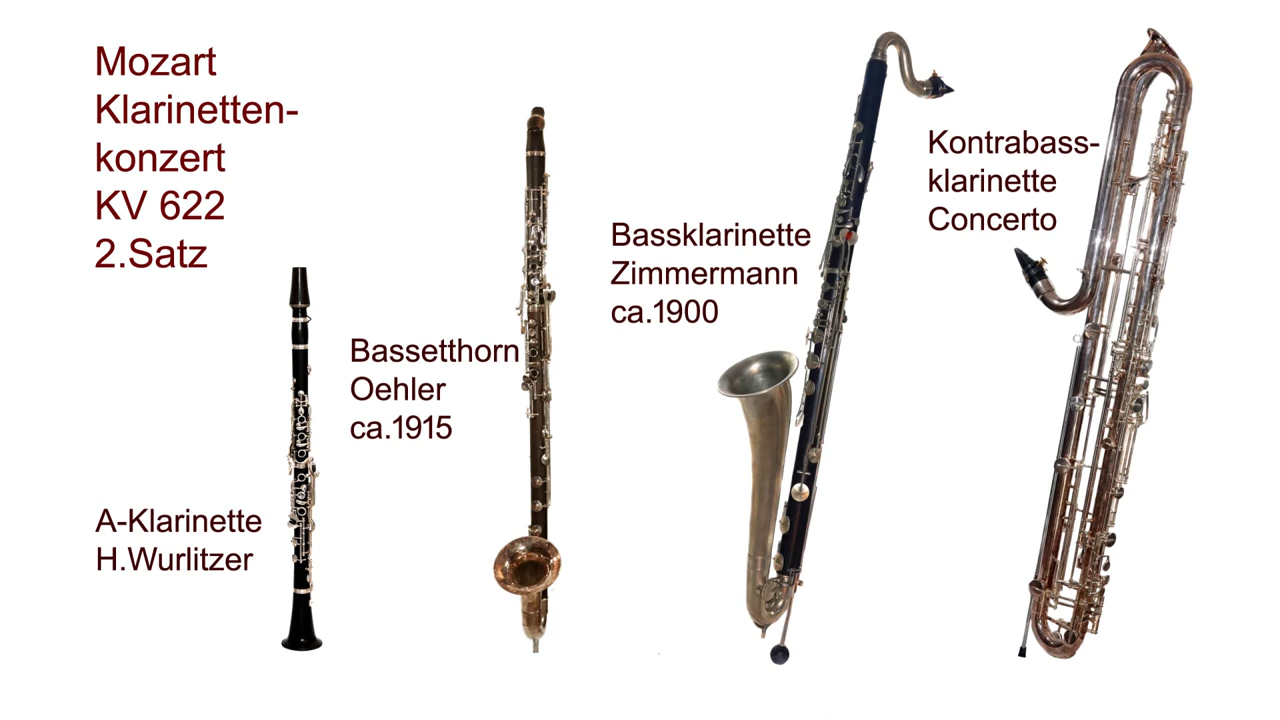 Mozart
Klarinetten-
konzert
KV 622
2.Satz
A-Klarinette
H.Wurlitzer
Bassetthorn
Oehler
ca.1915
Bassklarinette
Zimmermann
ca.1900
Kontrabass-
klarinette
Concerto